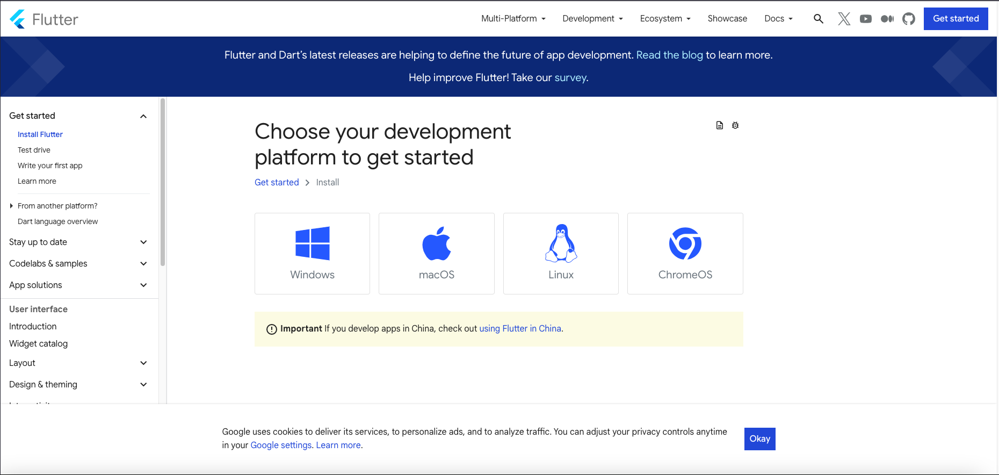 Flutter
Multi-Platform
Development
Ecosystem
Showcase
Docs
Get started
Flutter and Dart’s latest releases are helping to define the future of app development. Read the blog to learn more.
Help improve Flutter! Take our survey.
Get started
Install Flutter
Test drive
Write your first app
Learn more
From another platform?
Dart language overview
Stay up to date
Codelabs & samples
App solutions
User interface
Introduction
Widget catalog
Layout
Design & theming
Choose your development
platform to get started
Get started
Install
Windows
macOS
Linux
ChromeOS
Important If you develop apps in China, check out using Flutter in China.
Google uses cookies to deliver its services, to personalize ads, and to analyze traffic. You can adjust your privacy controls anytime
in your Google settings. Learn more.
Okay